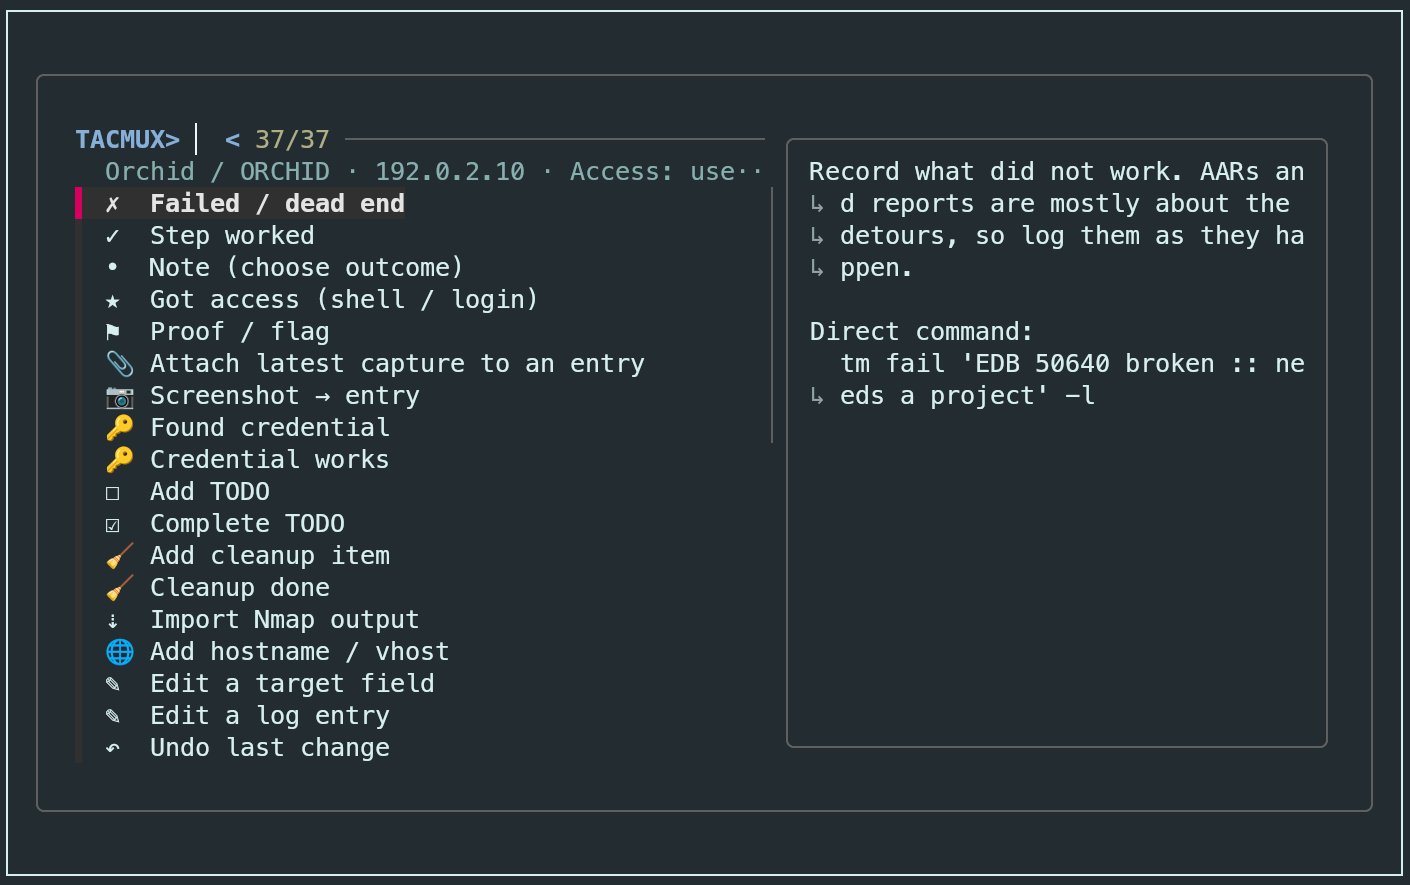 TACMUX> < 37/37
Orchid / ORCHID · 192.0.2.10 · Access: use··
✗ Failed / dead end
✓ Step worked
• Note (choose outcome)
★ Got access (shell / login)
⚑ Proof / flag
📎 Attach latest capture to an entry
📷 Screenshot → entry
🔑 Found credential
🔑 Credential works
☐ Add TODO
☑ Complete TODO
🧹 Add cleanup item
🧹 Cleanup done
⇣ Import Nmap output
🌐 Add hostname / vhost
✎ Edit a target field
✎ Edit a log entry
↶ Undo last change
Record what did not work. AARs an
↳ d reports are mostly about the
↳ detours, so log them as they ha
↳ ppen.
Direct command:
tm fail 'EDB 50640 broken :: ne
↳ eds a project' -l